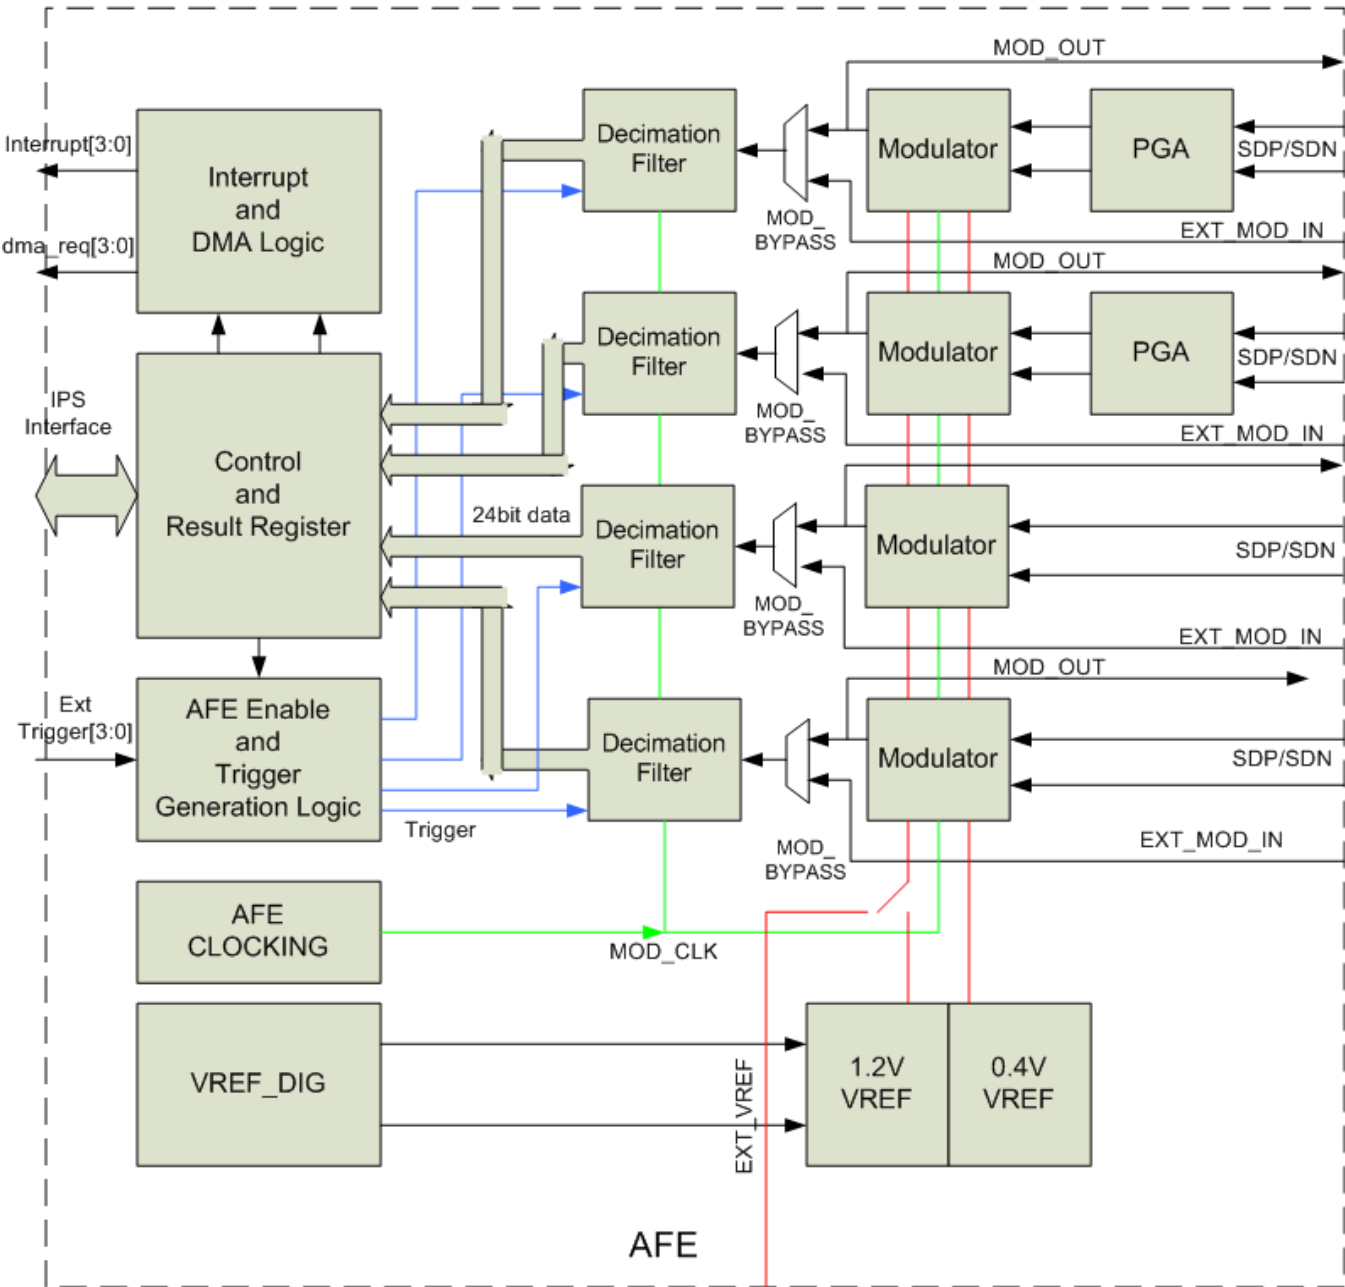 MOD_OUT
Interrupt[3:0]
Interrupt
and
DMA Logic
Decimation
Filter
Modulator
PGA
SDP/SDN
MOD_
BYPASS
EXT_MOD_IN
dma_req[3:0]
MOD_OUT
Decimation
Filter
Modulator
PGA
SDP/SDN
MOD_
BYPASS
EXT_MOD_IN
IPS
Interface
Control
and
Result Register
24bit data
Decimation
Filter
Modulator
SDP/SDN
MOD_
BYPASS
EXT_MOD_IN
MOD_OUT
Ext
Trigger[3:0]
AFE Enable
and
Trigger
Generation Logic
Trigger
Decimation
Filter
Modulator
SDP/SDN
MOD_
BYPASS
EXT_MOD_IN
AFE
CLOCKING
MOD_CLK
VREF_DIG
EXT_VREF
1.2V
VREF
0.4V
VREF
AFE